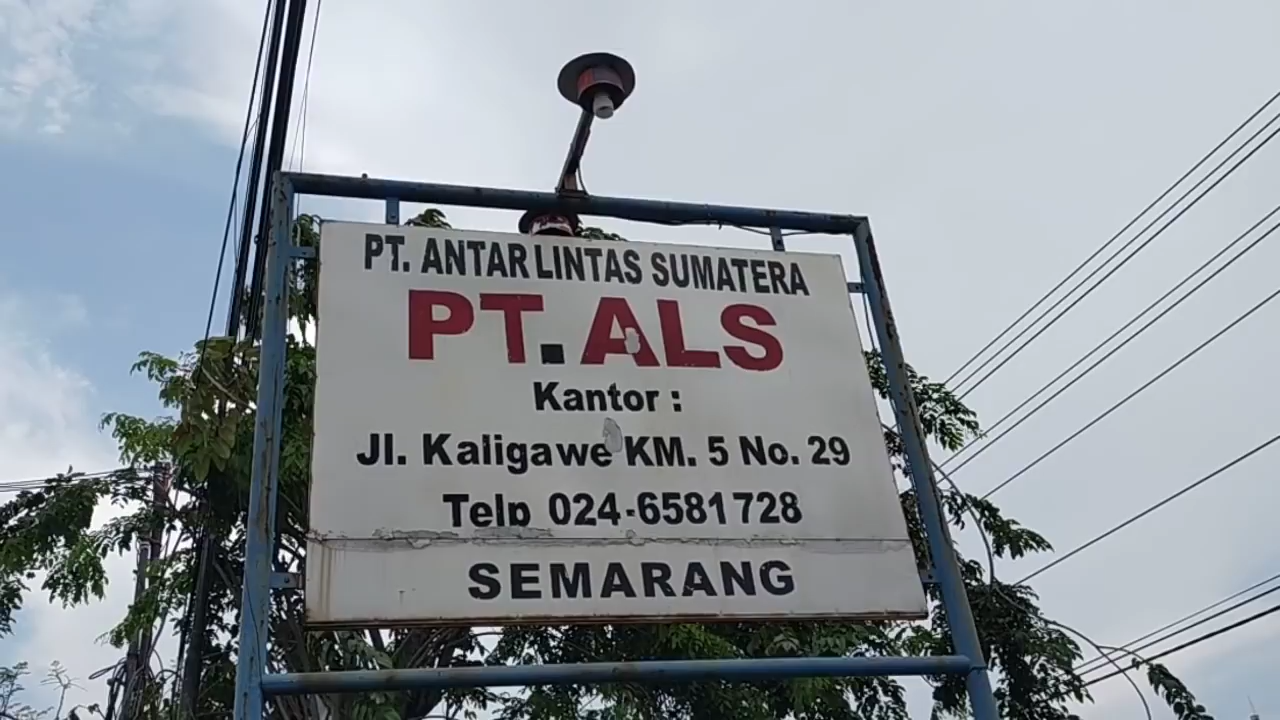 PT. ANTAR LINTAS SUMATERA
PT. ALS
Kantor :
Jl. Kaligawe KM. 5 No. 29
Telp 024-6581728
SEMARANG